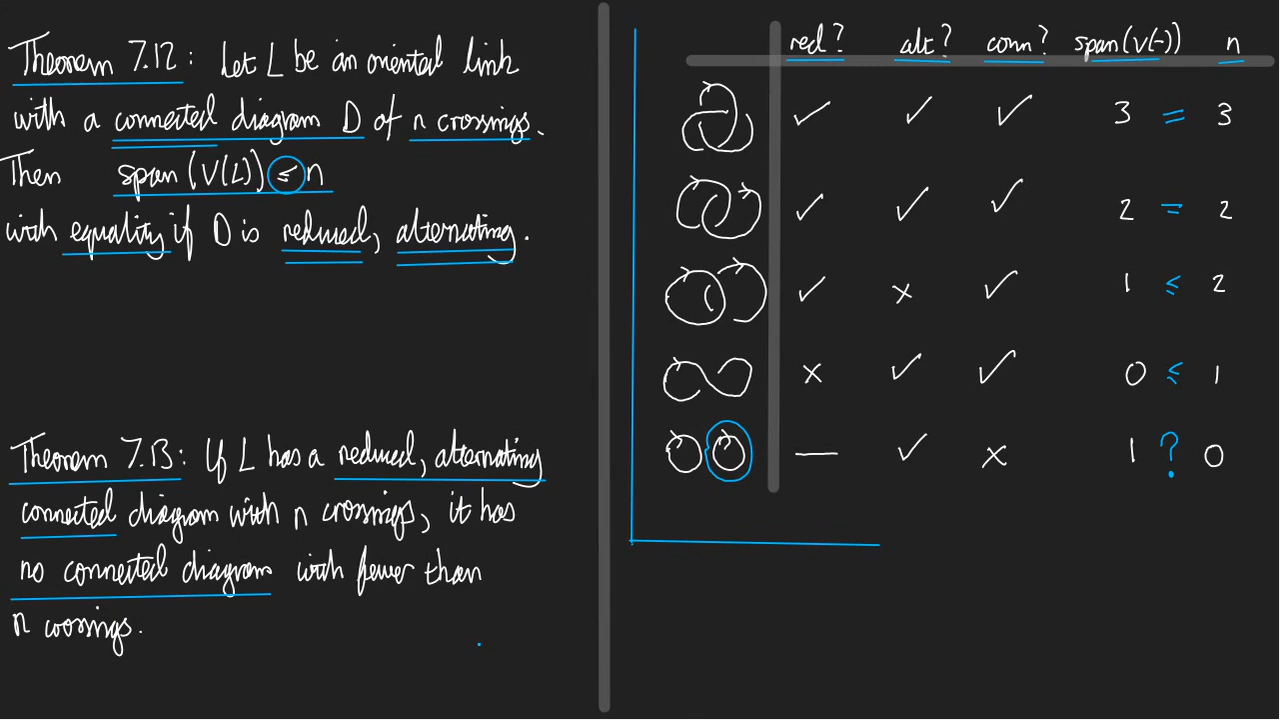 Theorem 7.12: Let L be an oriented link
with a connected diagram D of n crossings.
Then span (V(L)) ≤ n
with equality if D is reduced, alternating.
Theorem 7.13: If L has a reduced, alternating
connected diagram with n crossings, it has
no connected diagram with fewer than
n crossings.
red? alt? conn? span(V(-)) n
✓ ✓ ✓ 3 = 3
✓ ✓ ✓ 2 = 2
✓ x ✓ 1 ≤ 2
x ✓ ✓ 0 ≤ 1
— ✓ x 1 ? 0